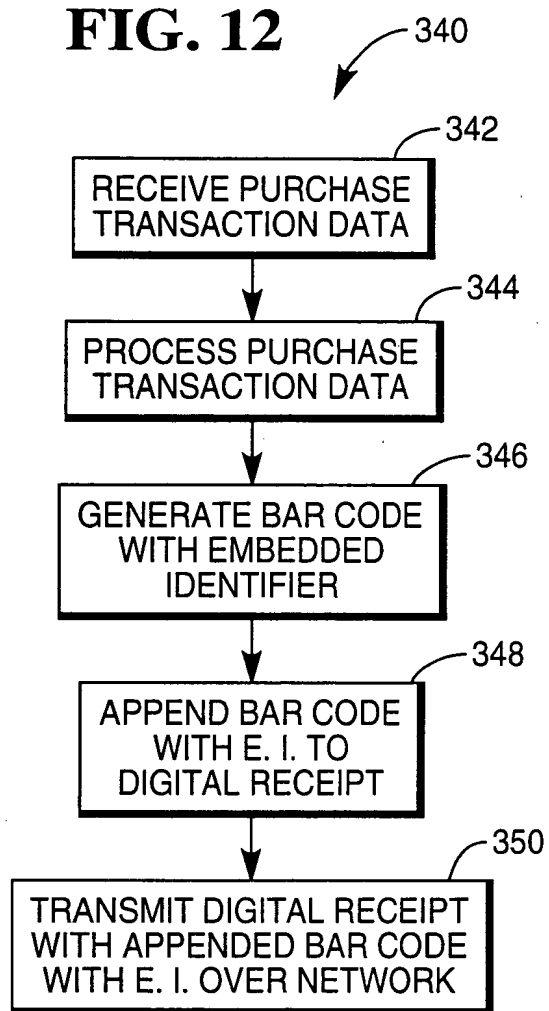 FIG. 12
340
342
RECEIVE PURCHASE
TRANSACTION DATA
344
PROCESS PURCHASE
TRANSACTION DATA
346
GENERATE BAR CODE
WITH EMBEDDED
IDENTIFIER
348
APPEND BAR CODE
WITH E. I. TO
DIGITAL RECEIPT
350
TRANSMIT DIGITAL RECEIPT
WITH APPENDED BAR CODE
WITH E. I. OVER NETWORK